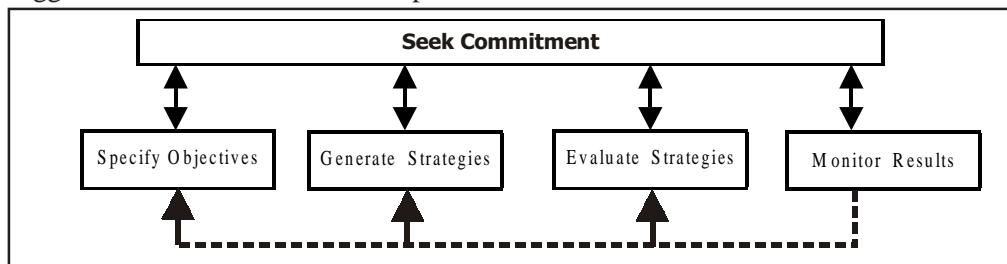 Seek Commitment
Specify Objectives
Generate Strategies
Evaluate Strategies
Monitor Results